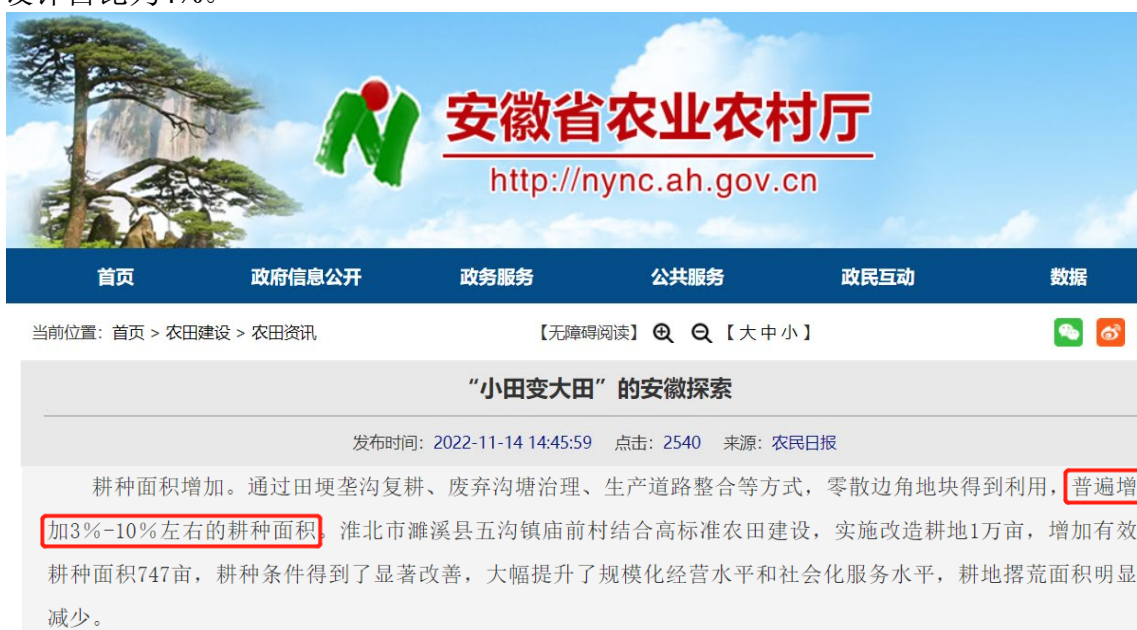 安徽省农业农村厅
http://nync.ah.gov.cn
首页 政府信息公开 政务服务 公共服务 政民互动 数据
当前位置：首页 > 农田建设 > 农田资讯 【无障碍阅读】 【 大 中 小 】
“小田变大田”的安徽探索
发布时间：2022-11-14 14:45:59 点击：2540 来源：农民日报
耕种面积增加。通过田埂垄沟复耕、废弃沟塘治理、生产道路整合等方式，零散边角地块得到利用，普遍增
加3%-10%左右的耕种面积。淮北市濉溪县五沟镇庙前村结合高标准农田建设，实施改造耕地1万亩，增加有效
耕种面积747亩，耕种条件得到了显著改善，大幅提升了规模化经营水平和社会化服务水平，耕地撂荒面积明显
减少。